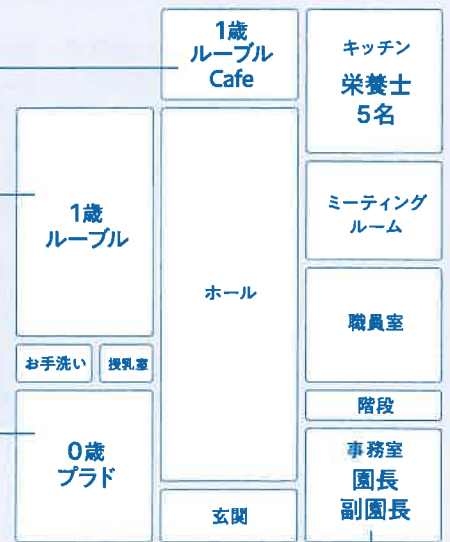 1歳
ルーブル
Cafe
キッチン
栄養士
5名
1歳
ルーブル
ホール
ミーティング
ルーム
職員室
お手洗い
授乳室
階段
0歳
プラド
玄関
事務室
園長
副園長